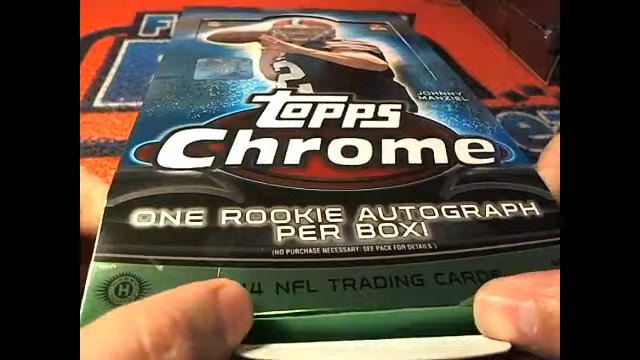 JOHNNY
MANZIEL
TOPPS
Chrome
ONE ROOKIE AUTOGRAPH
PER BOX!
(NO PURCHASE NECESSARY. SEE PACK FOR DETAILS.)
14 NFL TRADING CARDS
H